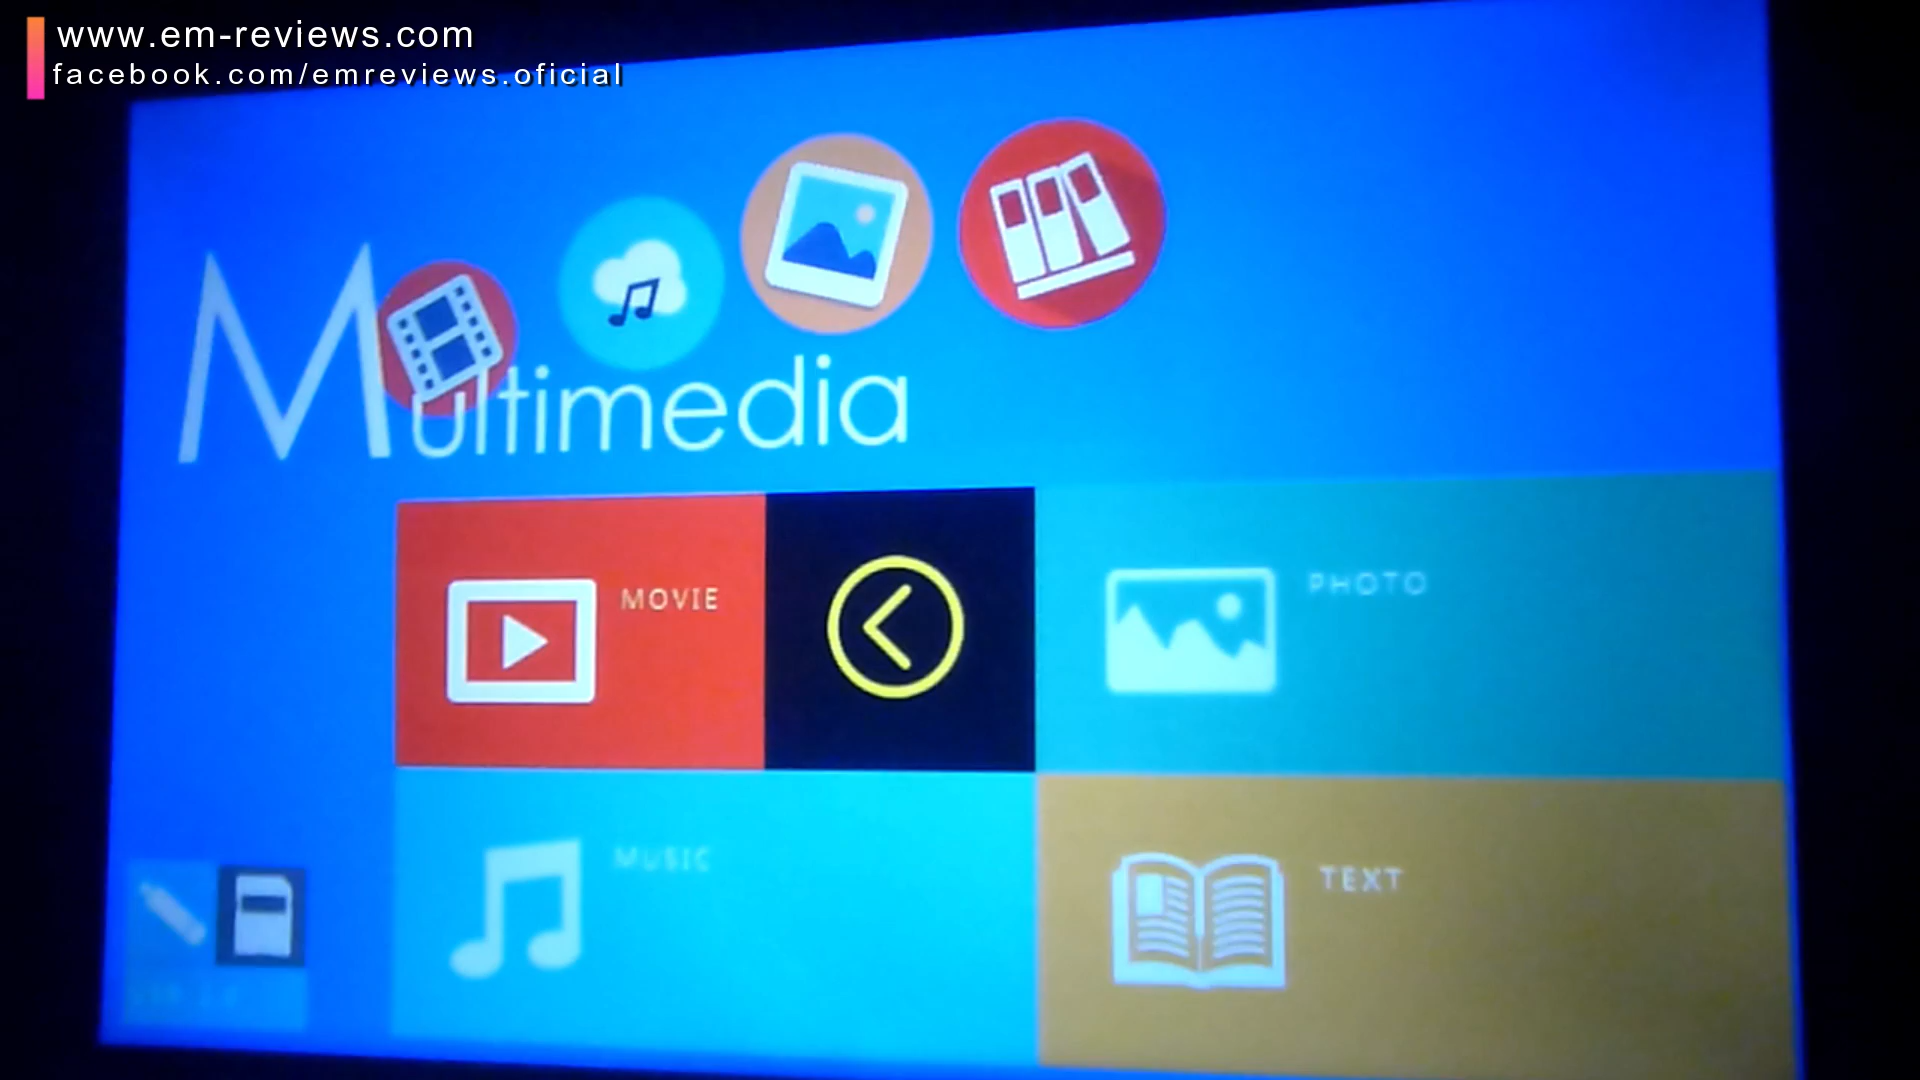 www.em-reviews.com
facebook.com/emreviews.oficial
Multimedia
MOVIE
PHOTO
MUSIC
TEXT